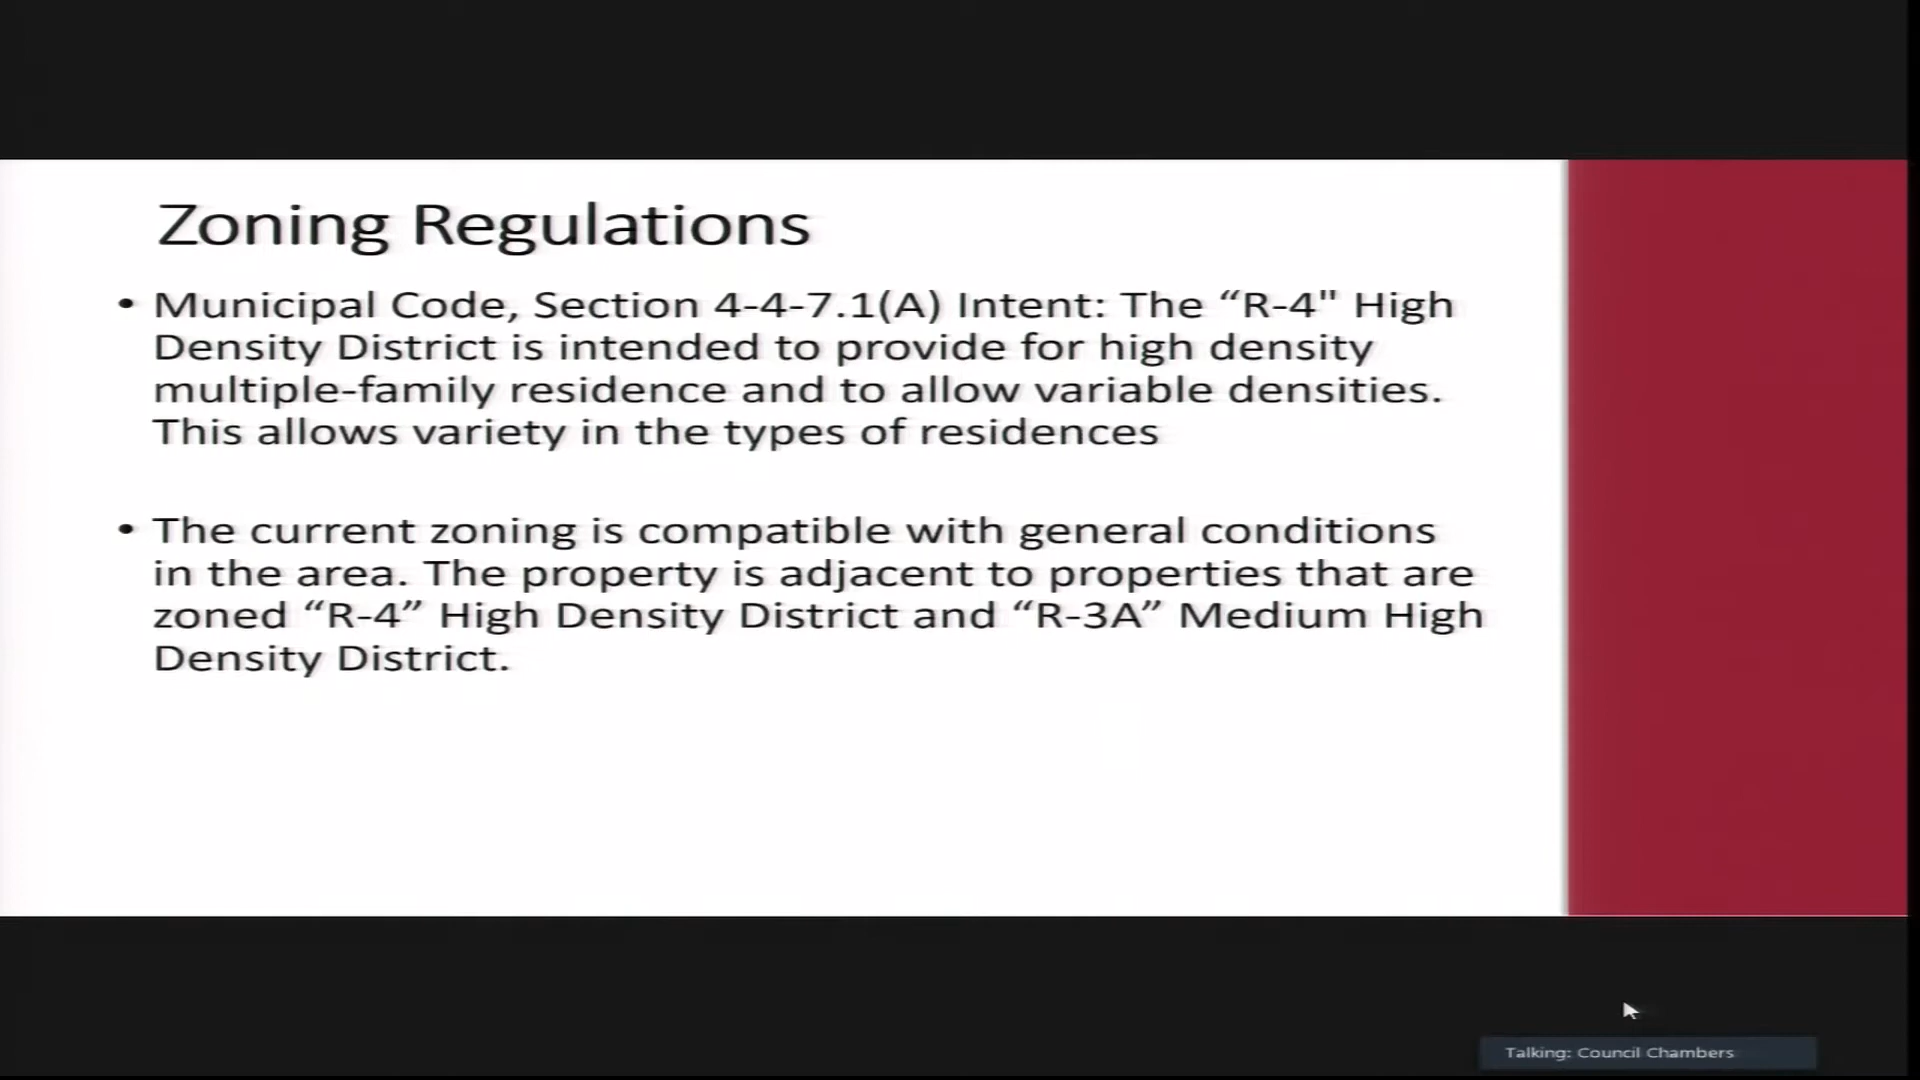 Zoning Regulations
• Municipal Code, Section 4-4-7.1(A) Intent: The “R-4" High
Density District is intended to provide for high density
multiple-family residence and to allow variable densities.
This allows variety in the types of residences
• The current zoning is compatible with general conditions
in the area. The property is adjacent to properties that are
zoned “R-4” High Density District and “R-3A” Medium High
Density District.
Talking: Council Chambers